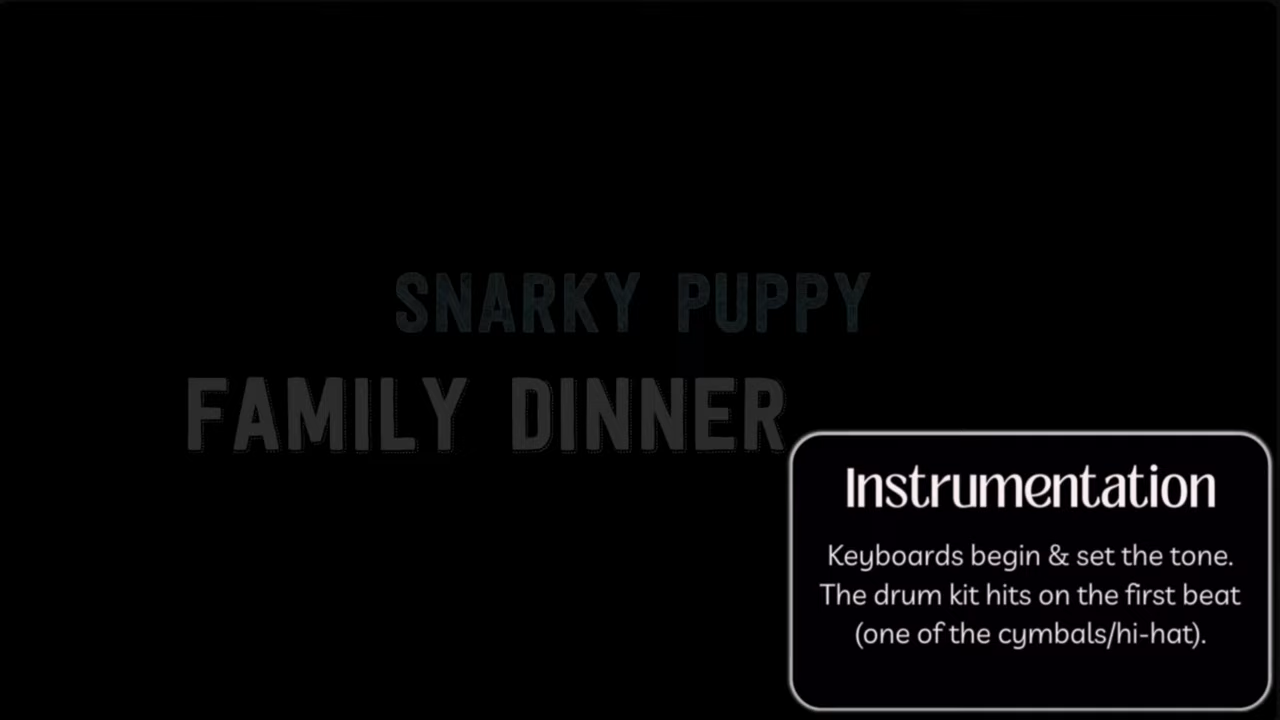 SNARKY PUPPY
FAMILY DINNER
Instrumentation
Keyboards begin & set the tone.
The drum kit hits on the first beat
(one of the cymbals/hi-hat).